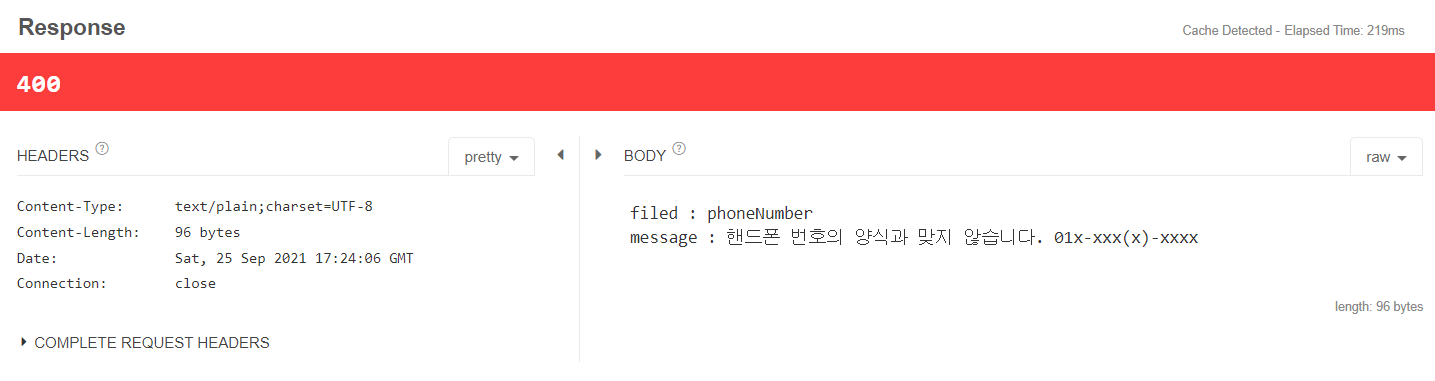 Response
Cache Detected - Elapsed Time: 219ms
400
HEADERS ?
pretty
Content-Type: text/plain;charset=UTF-8
Content-Length: 96 bytes
Date: Sat, 25 Sep 2021 17:24:06 GMT
Connection: close
COMPLETE REQUEST HEADERS
BODY ?
raw
filed : phoneNumber
message : 핸드폰 번호의 양식과 맞지 않습니다. 01x-xxx(x)-xxxx
length: 96 bytes